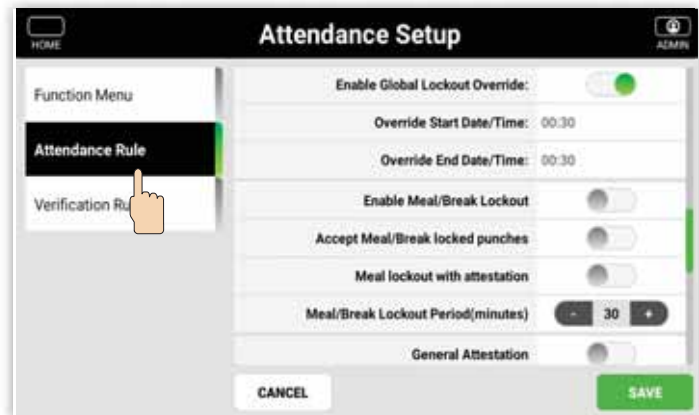 HOME
Attendance Setup
ADMIN
Function Menu
Attendance Rule
Verification Ru
Enable Global Lockout Override:
Override Start Date/Time: 00:30
Override End Date/Time: 00:30
Enable Meal/Break Lockout
Accept Meal/Break locked punches
Meal lockout with attestation
Meal/Break Lockout Period(minutes) - 30 +
General Attestation
CANCEL
SAVE